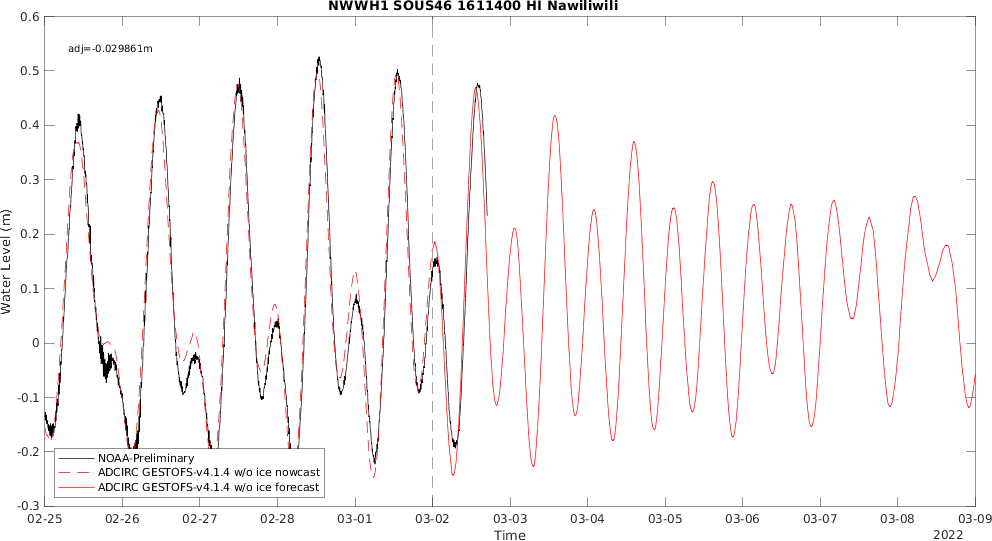 NWWH1 SOUS46 1611400 HI Nawiliwili
0.6
0.5
0.4
0.3
0.2
0.1
0
-0.1
-0.2
-0.3
Water Level (m)
adj=-0.029861m
NOAA-Preliminary
ADCIRC GESTOFS-v4.1.4 w/o ice nowcast
ADCIRC GESTOFS-v4.1.4 w/o ice forecast
02-25 02-26 02-27 02-28 03-01 03-02 03-03 03-04 03-05 03-06 03-07 03-08 03-09
Time
2022